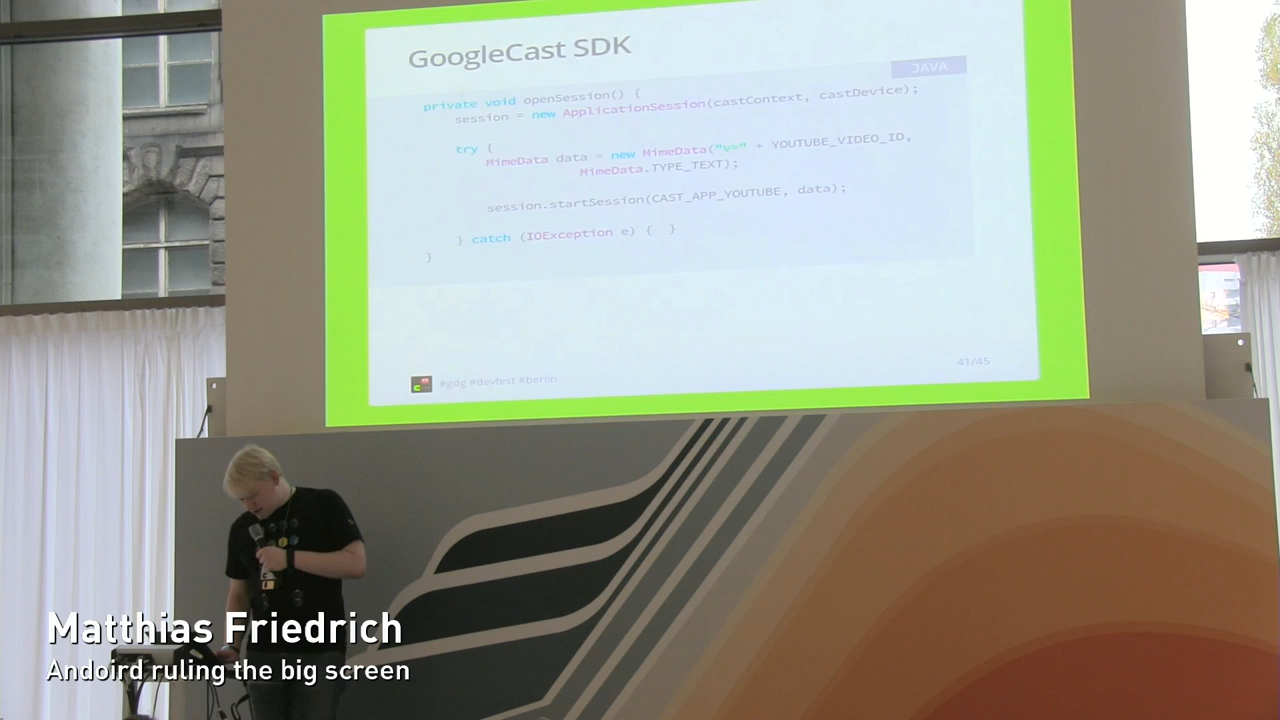 GoogleCast SDK
JAVA
private void openSession() {
session = new ApplicationSession(castContext, castDevice);
try {
MimeData data = new MimeData("v=" + YOUTUBE_VIDEO_ID,
MimeData.TYPE_TEXT);
session.startSession(CAST_APP_YOUTUBE, data);
} catch (IOException e) { }
}
#gdg #devfest #berlin
41/45
Matthias Friedrich
Andoird ruling the big screen